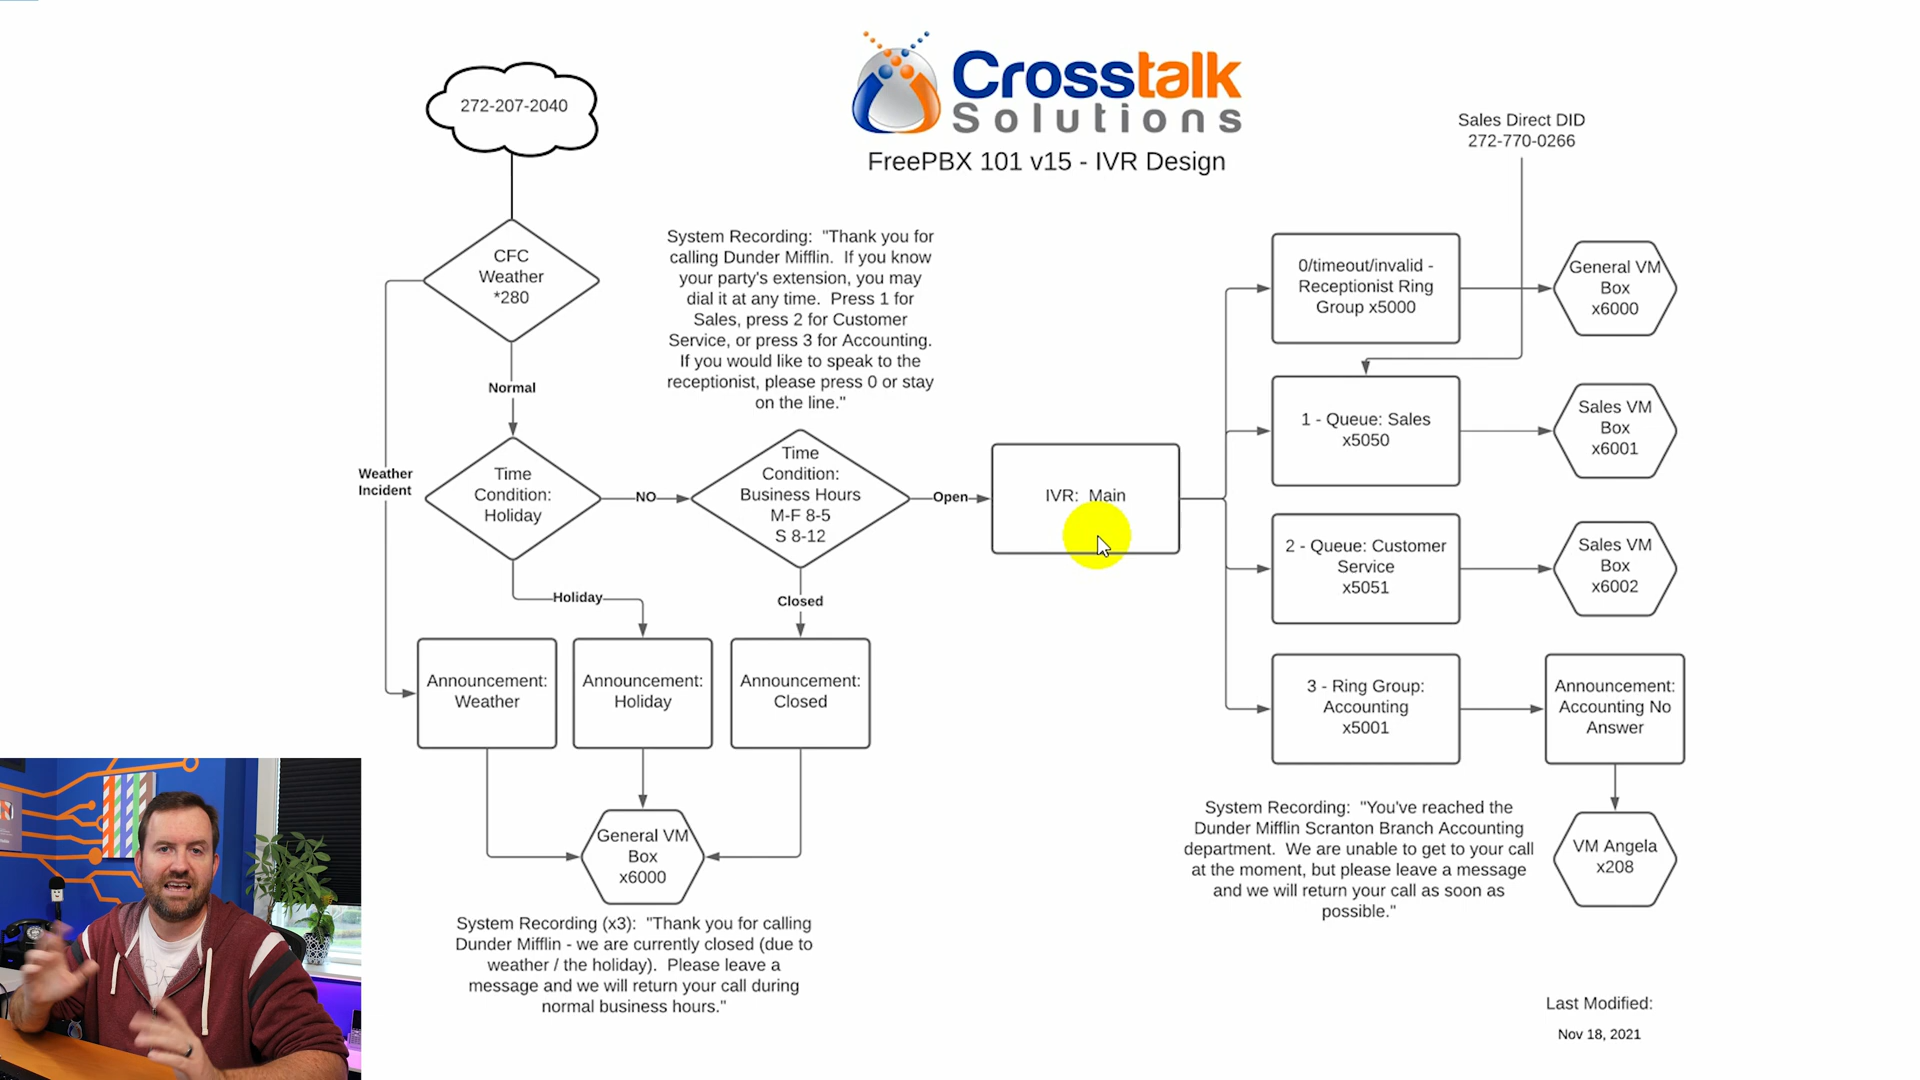 Crosstalk
Solutions
FreePBX 101 v15 - IVR Design
272-207-2040
CFC
Weather
*280
Normal
Weather
Incident
Time
Condition:
Holiday
NO
Holiday
System Recording:  "Thank you for
calling Dunder Mifflin.  If you know
your party's extension, you may
dial it at any time.  Press 1 for
Sales, press 2 for Customer
Service, or press 3 for Accounting.
If you would like to speak to the
receptionist, please press 0 or stay
on the line."
Time
Condition:
Business Hours
M-F 8-5
S 8-12
Open
Closed
IVR:  Main
Announcement:
Weather
Announcement:
Holiday
Announcement:
Closed
General VM
Box
x6000
System Recording (x3):  "Thank you for calling
Dunder Mifflin - we are currently closed (due to
weather / the holiday).  Please leave a
message and we will return your call during
normal business hours."
Sales Direct DID
272-770-0266
0/timeout/invalid -
Receptionist Ring
Group x5000
General VM
Box
x6000
1 - Queue: Sales
x5050
Sales VM
Box
x6001
2 - Queue: Customer
Service
x5051
Sales VM
Box
x6002
3 - Ring Group:
Accounting
x5001
Announcement:
Accounting No
Answer
System Recording:  "You've reached the
Dunder Mifflin Scranton Branch Accounting
department.  We are unable to get to your call
at the moment, but please leave a message
and we will return your call as soon as
possible."
VM Angela
x208
Last Modified:
Nov 18, 2021